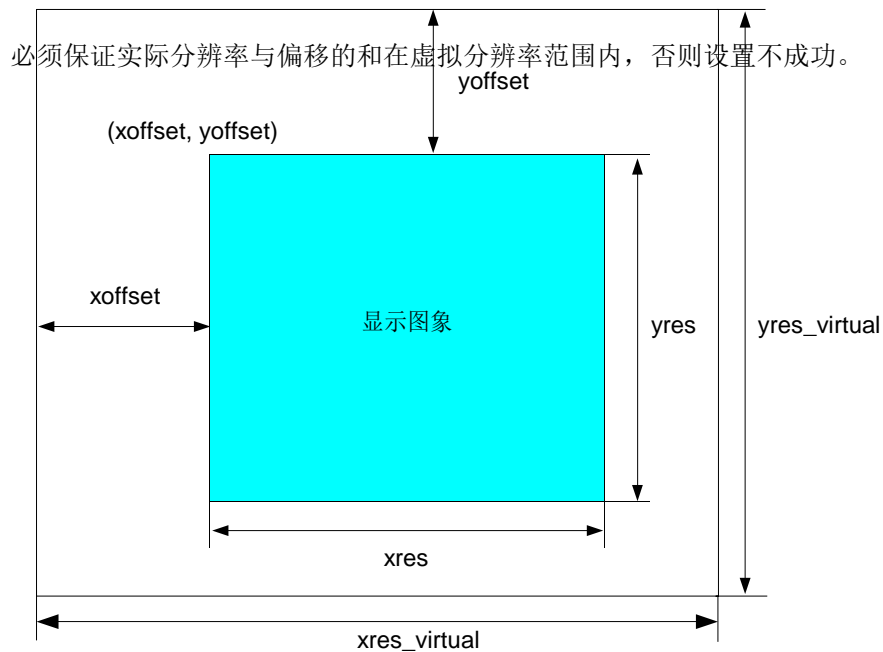 必须保证实际分辨率与偏移的和在虚拟分辨率范围内，否则设置不成功。
yoffset
(xoffset, yoffset)
xoffset
显示图象
yres
yres_virtual
xres
xres_virtual